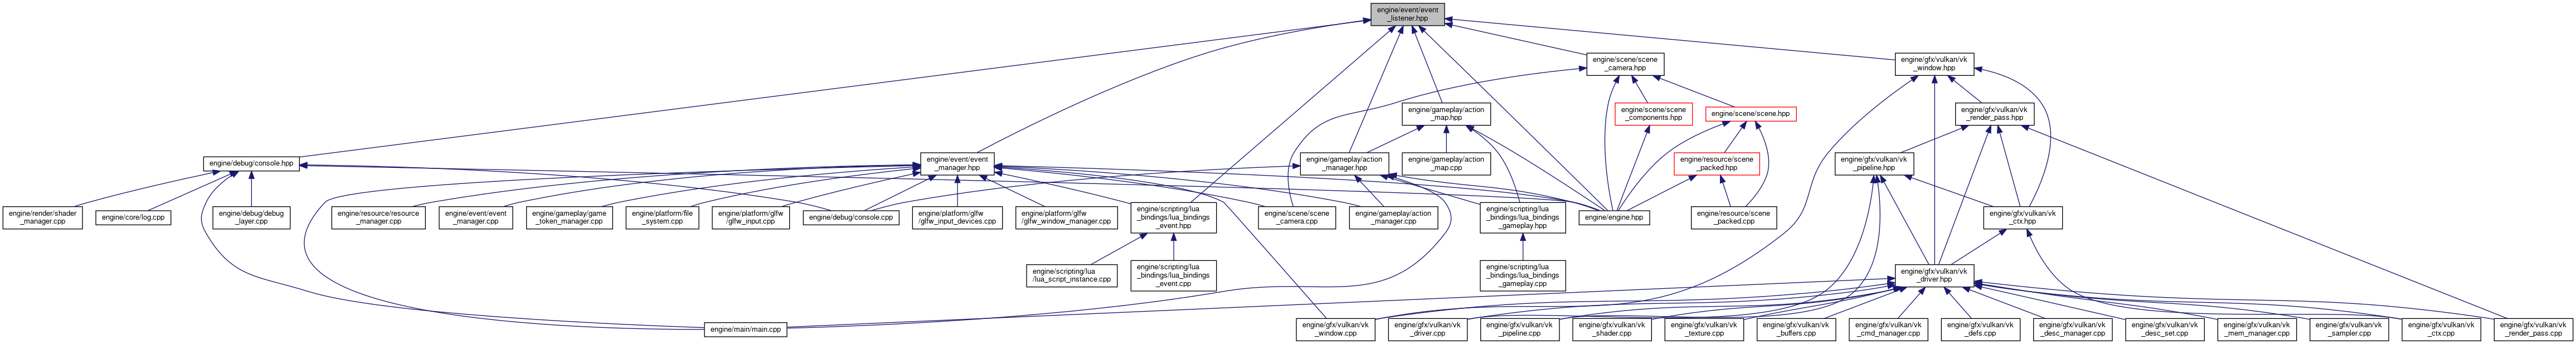 engine/event/event
_listener.hpp
engine/scene/scene
_camera.hpp
engine/gfx/vulkan/vk
_window.hpp
engine/gameplay/action
_map.hpp
engine/scene/scene
_components.hpp
engine/scene/scene.hpp
engine/gfx/vulkan/vk
_render_pass.hpp
engine/debug/console.hpp
engine/event/event
_manager.hpp
engine/gameplay/action
_manager.hpp
engine/gameplay/action
_map.cpp
engine/resource/scene
_packed.hpp
engine/gfx/vulkan/vk
_pipeline.hpp
engine/render/shader
_manager.cpp
engine/core/log.cpp
engine/debug/debug
_layer.cpp
engine/resource/resource
_manager.cpp
engine/event/event
_manager.cpp
engine/gameplay/game
_token_manager.cpp
engine/platform/file
_system.cpp
engine/platform/glfw
/glfw_input.cpp
engine/debug/console.cpp
engine/platform/glfw
/glfw_input_devices.cpp
engine/platform/glfw
/glfw_window_manager.cpp
engine/scripting/lua
_bindings/lua_bindings
_event.hpp
engine/scene/scene
_camera.cpp
engine/gameplay/action
_manager.cpp
engine/scripting/lua
_bindings/lua_bindings
_gameplay.hpp
engine/engine.hpp
engine/resource/scene
_packed.cpp
engine/gfx/vulkan/vk
_ctx.hpp
engine/scripting/lua
/lua_script_instance.cpp
engine/scripting/lua
_bindings/lua_bindings
_event.cpp
engine/scripting/lua
_bindings/lua_bindings
_gameplay.cpp
engine/gfx/vulkan/vk
_driver.hpp
engine/main/main.cpp
engine/gfx/vulkan/vk
_window.cpp
engine/gfx/vulkan/vk
_driver.cpp
engine/gfx/vulkan/vk
_pipeline.cpp
engine/gfx/vulkan/vk
_shader.cpp
engine/gfx/vulkan/vk
_texture.cpp
engine/gfx/vulkan/vk
_buffers.cpp
engine/gfx/vulkan/vk
_cmd_manager.cpp
engine/gfx/vulkan/vk
_defs.cpp
engine/gfx/vulkan/vk
_desc_manager.cpp
engine/gfx/vulkan/vk
_desc_set.cpp
engine/gfx/vulkan/vk
_mem_manager.cpp
engine/gfx/vulkan/vk
_sampler.cpp
engine/gfx/vulkan/vk
_ctx.cpp
engine/gfx/vulkan/vk
_render_pass.cpp